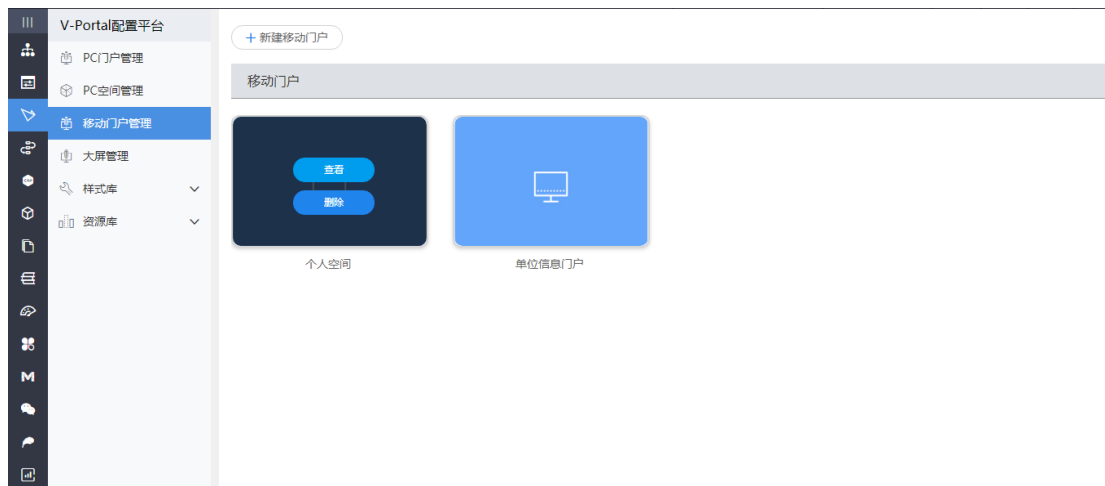 V-Portal配置平台
PC门户管理
PC空间管理
移动门户管理
大屏管理
样式库
资源库
+ 新建移动门户
移动门户
查看
删除
个人空间
单位信息门户